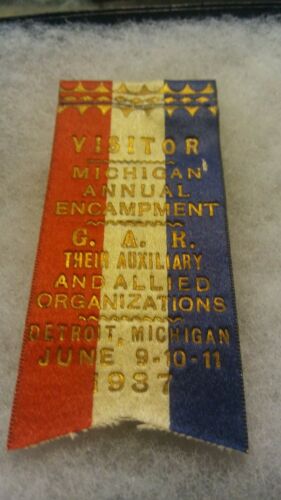 VISITOR
MICHIGAN
ANNUAL
ENCAMPMENT
G. A. R.
THEIR AUXILIARY
AND ALLIED
ORGANIZATIONS
DETROIT, MICHIGAN
JUNE 9-10-11
1937